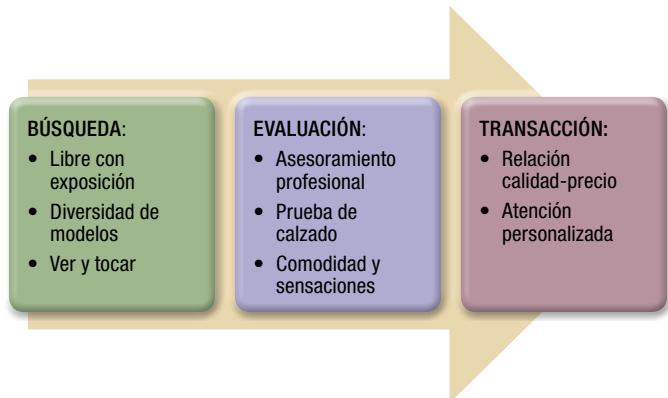 BÚSQUEDA:
• Libre con
exposición
• Diversidad de
modelos
• Ver y tocar
EVALUACIÓN:
• Asesoramiento
profesional
• Prueba de
calzado
• Comodidad y
sensaciones
TRANSACCIÓN:
• Relación
calidad-precio
• Atención
personalizada